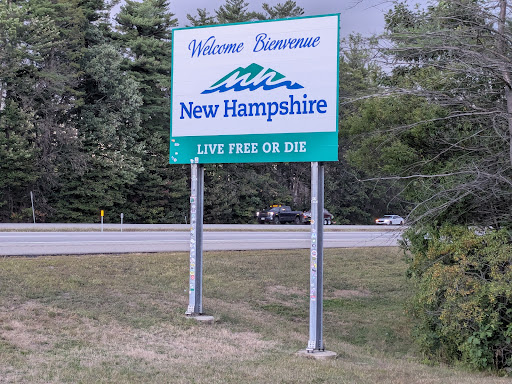 Welcome Bienvenue
New Hampshire
LIVE FREE OR DIE